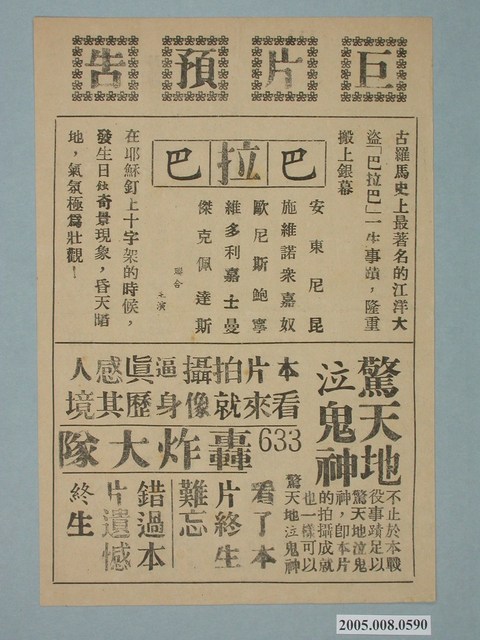 巨片預告
古羅馬史上最著名的江洋大
盜「巴拉巴」一生事蹟，隆重
搬上銀幕
巴拉巴
安東尼昆
施維諾眾嘉奴
歐尼斯鮑寧
維多利嘉士曼
傑克佩達斯
聯合
主演
在耶穌釘上十字架的時候，
發生日蝕奇景現象，昏天暗
地，氣氛極爲壯觀！
驚天地
泣鬼神
不止於本戰
役事蹟足以
驚天地泣鬼
神，即本片
的拍攝成就
也一樣可以
驚天地泣鬼神
本片拍攝逼眞感人
看來就像身歷其境
633轟炸大隊
看了本
片終生
難忘
錯過本
片遺憾
終生
2005.008.0590